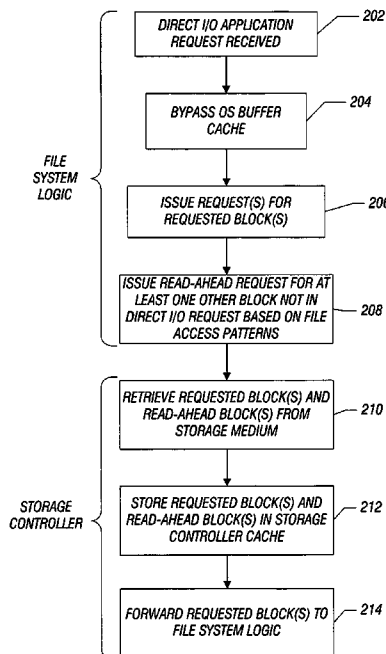 DIRECT I/O APPLICATION
REQUEST RECEIVED
202
BYPASS OS BUFFER
CACHE
204
FILE
SYSTEM
LOGIC
ISSUE REQUEST(S) FOR
REQUESTED BLOCK(S)
206
ISSUE READ-AHEAD REQUEST FOR AT
LEAST ONE OTHER BLOCK NOT IN
DIRECT I/O REQUEST BASED ON FILE
ACCESS PATTERNS
208
RETRIEVE REQUESTED BLOCK(S) AND
READ-AHEAD BLOCK(S) FROM
STORAGE MEDIUM
210
STORAGE
CONTROLLER
STORE REQUESTED BLOCK(S) AND
READ-AHEAD BLOCK(S) IN STORAGE
CONTROLLER CACHE
212
FORWARD REQUESTED BLOCK(S) TO
FILE SYSTEM LOGIC
214